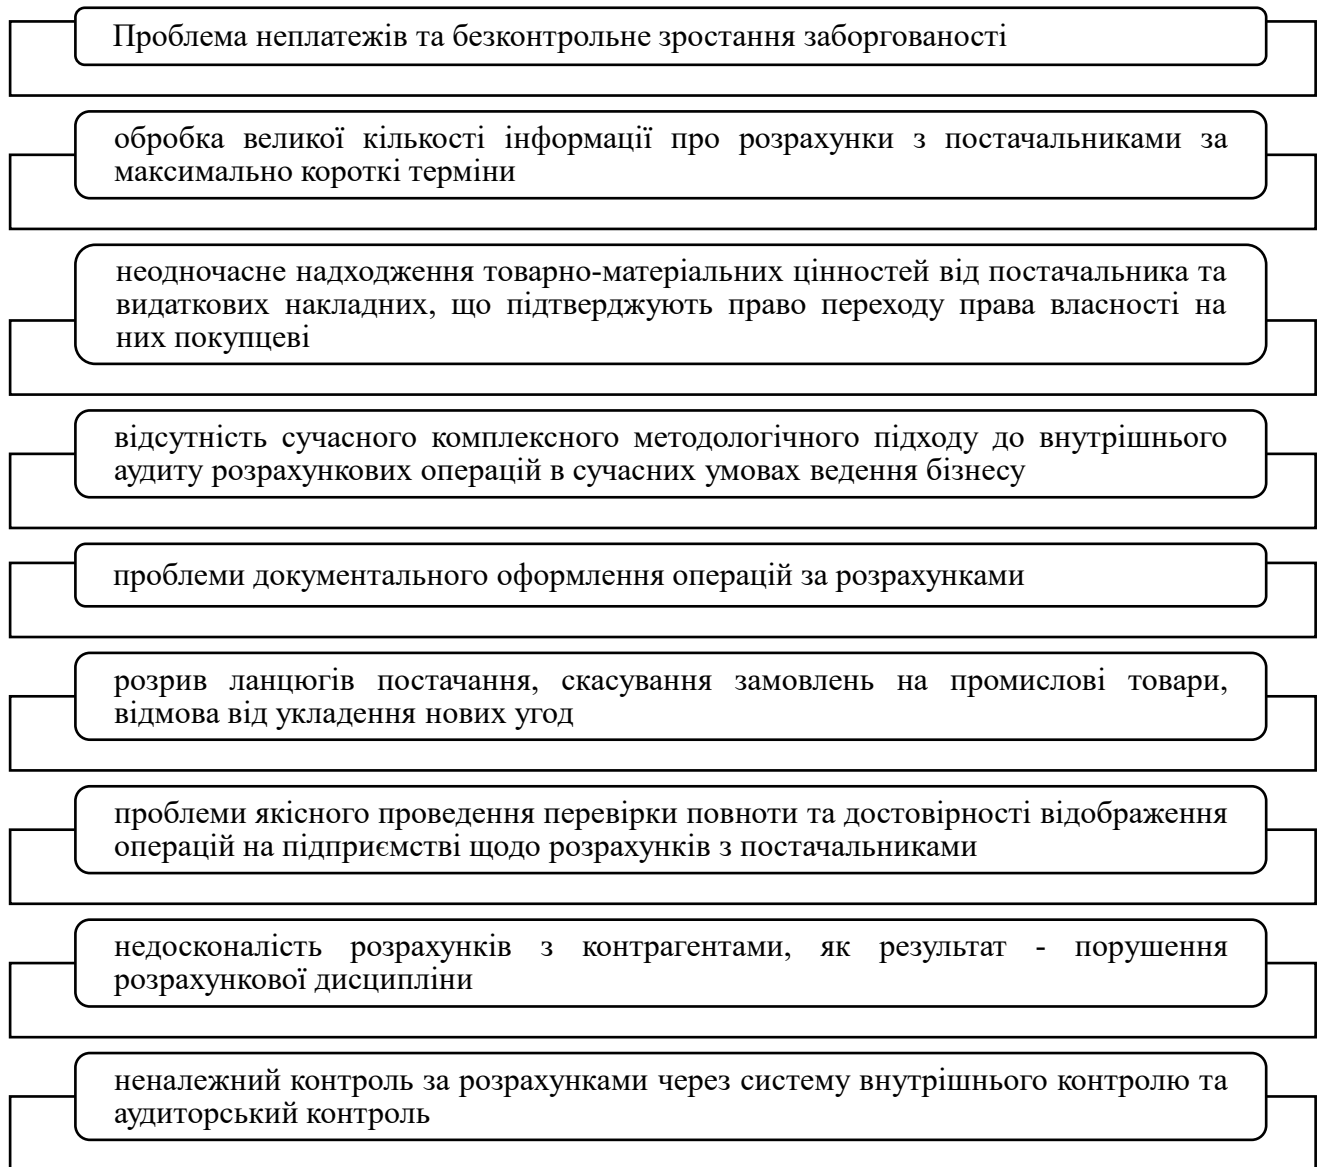 Проблема неплатежів та безконтрольне зростання заборгованості
обробка великої кількості інформації про розрахунки з постачальниками за
максимально короткі терміни
неодночасне надходження товарно-матеріальних цінностей від постачальника та
видаткових накладних, що підтверджують право переходу права власності на
них покупцеві
відсутність сучасного комплексного методологічного підходу до внутрішнього
аудиту розрахункових операцій в сучасних умовах ведення бізнесу
проблеми документального оформлення операцій за розрахунками
розрив ланцюгів постачання, скасування замовлень на промислові товари,
відмова від укладення нових угод
проблеми якісного проведення перевірки повноти та достовірності відображення
операцій на підприємстві щодо розрахунків з постачальниками
недосконалість розрахунків з контрагентами, як результат - порушення
розрахункової дисципліни
неналежний контроль за розрахунками через систему внутрішнього контролю та
аудиторський контроль